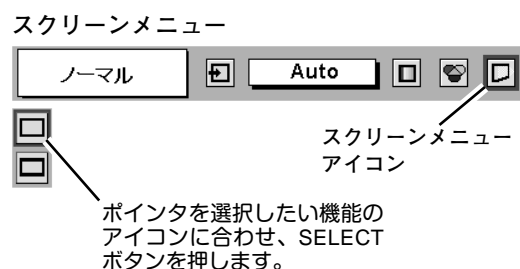 スクリーンメニュー
ノーマル
Auto
スクリーンメニュー
アイコン
ポインタを選択したい機能の
アイコンに合わせ、SELECT
ボタンを押します。